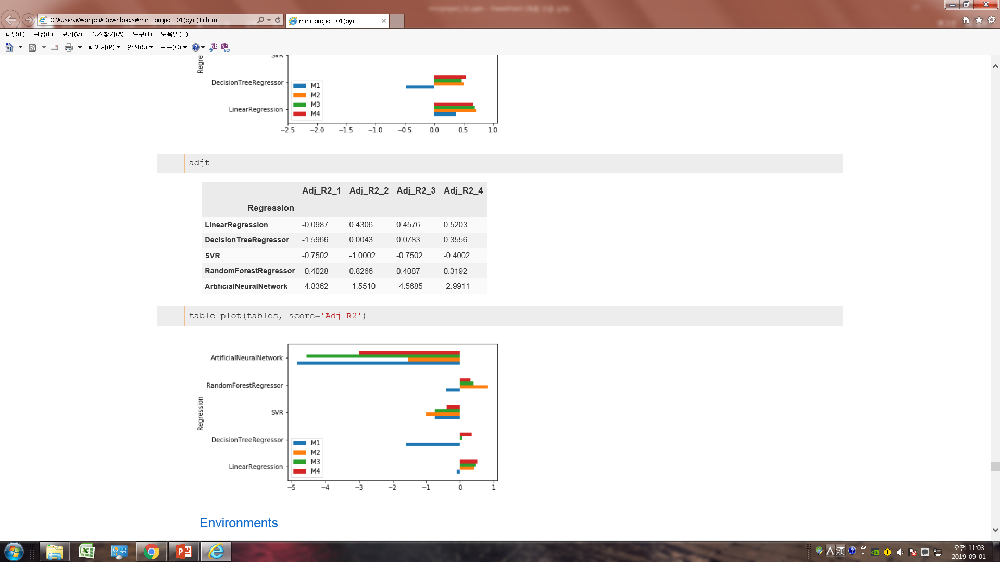 C:₩Users₩wonpc₩Downloads₩mini_project_01(py) (1).html
mini_project_01(py)
파일(F) 편집(E) 보기(V) 즐겨찾기(A) 도구(T) 도움말(H)
페이지(P) 안전(S) 도구(O)
SVR
Regre
DecisionTreeRegressor
LinearRegression
M1
M2
M3
M4
−2.5 −2.0 −1.5 −1.0 −0.5 0.0 0.5 1.0
adjt
Adj_R2_1 Adj_R2_2 Adj_R2_3 Adj_R2_4
Regression
LinearRegression -0.0987 0.4306 0.4576 0.5203
DecisionTreeRegressor -1.5966 0.0043 0.0783 0.3556
SVR -0.7502 -1.0002 -0.7502 -0.4002
RandomForestRegressor -0.4028 0.8266 0.4087 0.3192
ArtificialNeuralNetwork -4.8362 -1.5510 -4.5685 -2.9911
table_plot(tables, score='Adj_R2')
ArtificialNeuralNetwork
RandomForestRegressor
SVR
DecisionTreeRegressor
LinearRegression
Regression
M1
M2
M3
M4
−5 −4 −3 −2 −1 0 1
Environments
A 漢
오전 11:03
2019-09-01